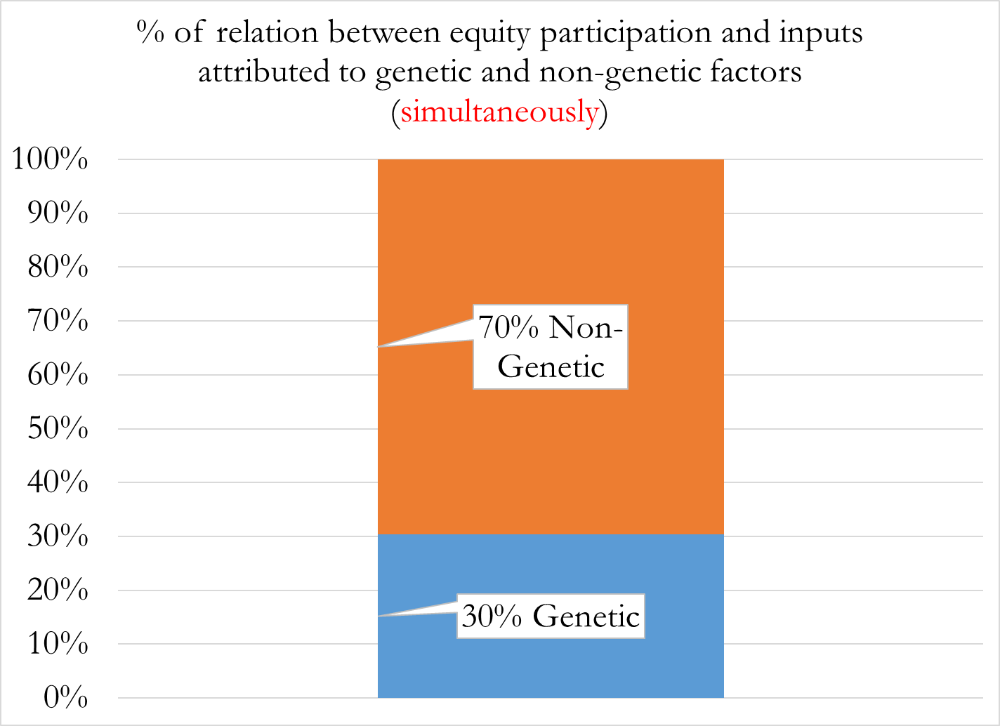 % of relation between equity participation and inputs
attributed to genetic and non-genetic factors
(simultaneously)
100%
90%
80%
70%
60%
50%
40%
30%
20%
10%
0%
70% Non-
Genetic
30% Genetic